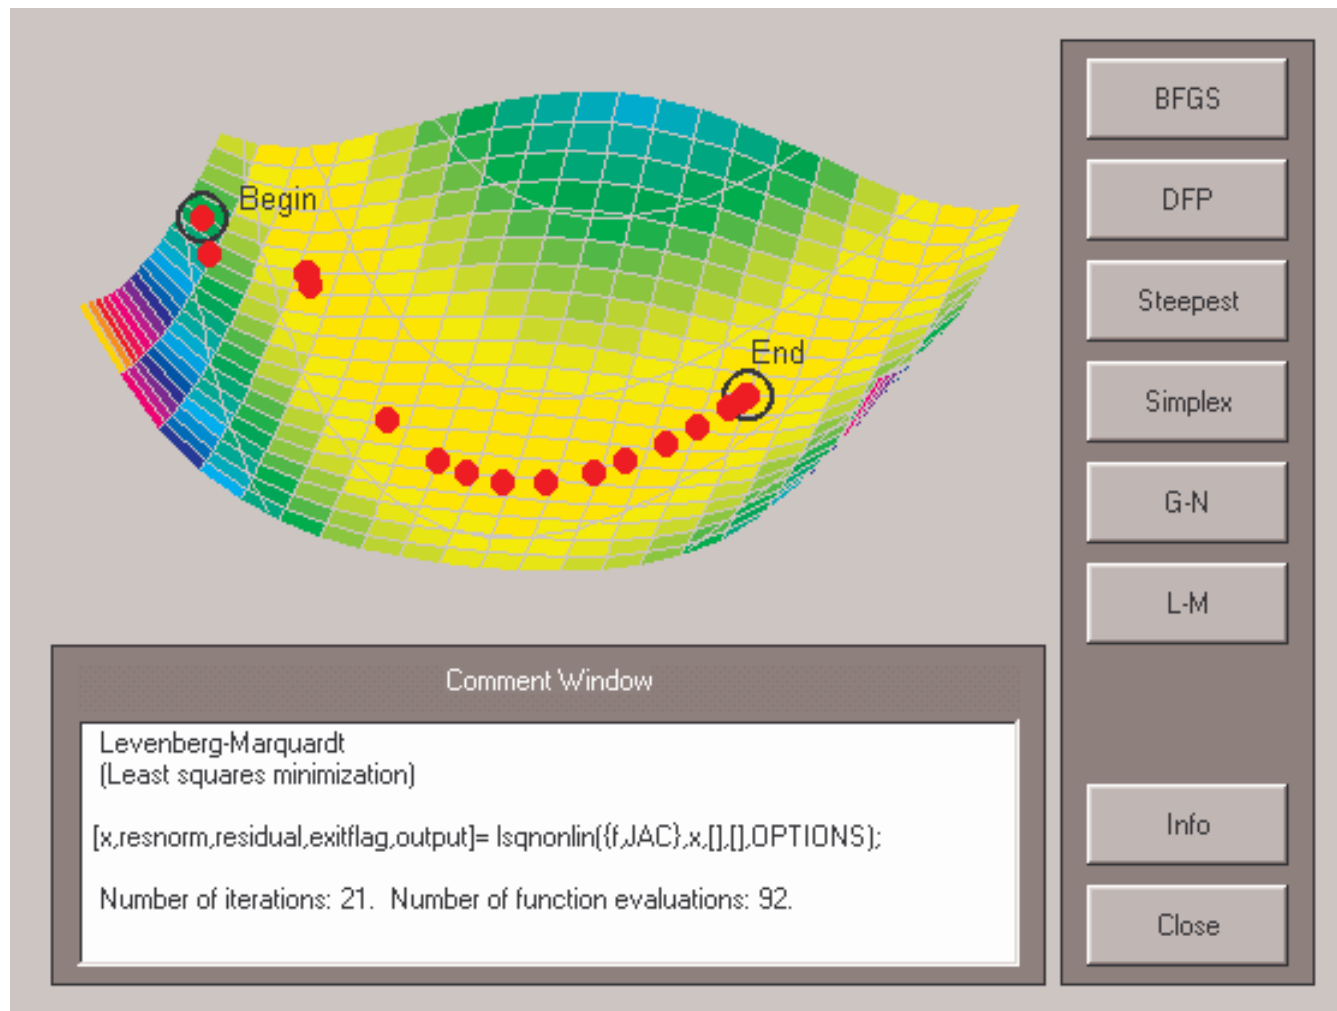 Begin
End
BFGS
DFP
Steepest
Simplex
G-N
L-M
Info
Close
Comment Window
Levenberg-Marquardt
(Least squares minimization)
[x,resnorm,residual,exitflag,output]= lsqnonlin({f,JAC},x,[],[],OPTIONS);
Number of iterations: 21.  Number of function evaluations: 92.